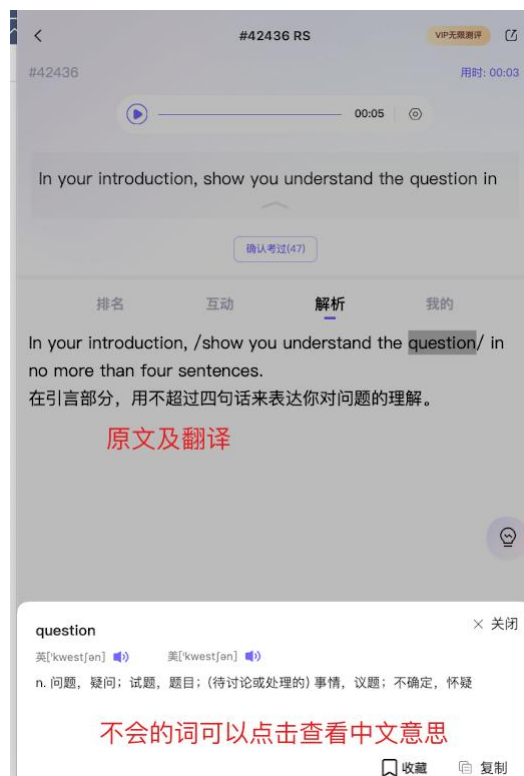 #42436 RS
VIP无限测评
#42436
用时: 00:03
00:05
In your introduction, show you understand the question in
确认考过(47)
排名 互动 解析 我的
In your introduction, /show you understand the question/ in
no more than four sentences.
在引言部分，用不超过四句话来表达你对问题的理解。
原文及翻译
question
关闭
英['kwestʃən] 美['kwestʃən]
n. 问题，疑问；试题，题目；(待讨论或处理的) 事情，议题；不确定，怀疑
不会的词可以点击查看中文意思
收藏 复制